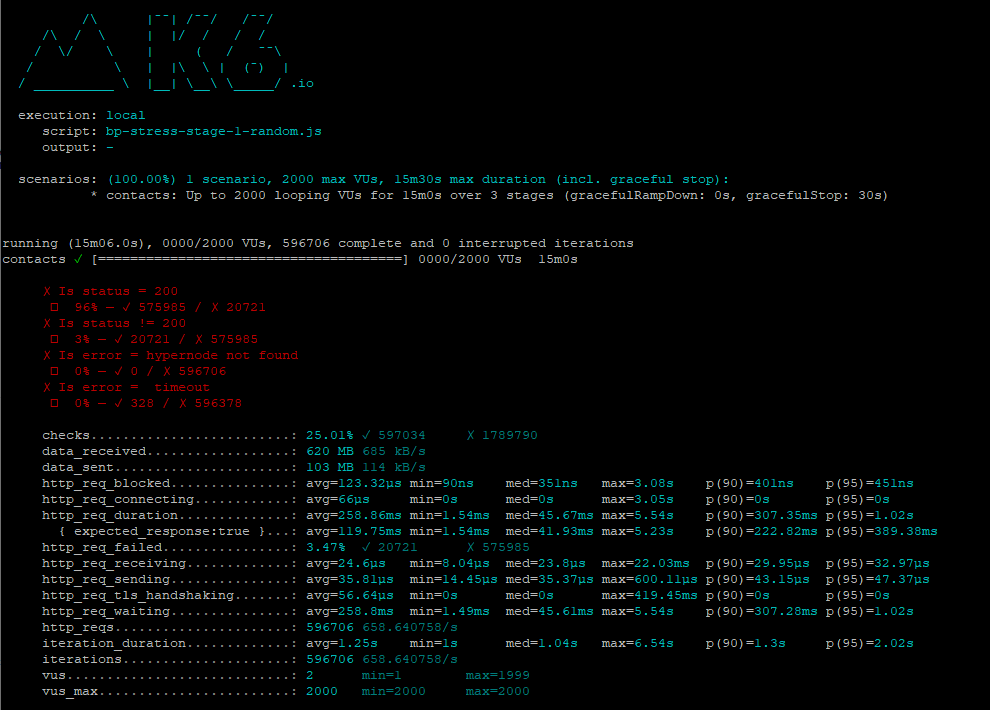 /\      |‾‾| /‾‾/   /‾‾/
/\  /  \     |  |/  /   /  /
/  \/    \    |     (   /   ‾‾\
/          \   |  |\  \ |  (‾)  |
/ __________ \  |__| \__\ \_____/ .io
execution: local
script: bp-stress-stage-1-random.js
output: -
scenarios: (100.00%) 1 scenario, 2000 max VUs, 15m30s max duration (incl. graceful stop):
* contacts: Up to 2000 looping VUs for 15m0s over 3 stages (gracefulRampDown: 0s, gracefulStop: 30s)
running (15m06.0s), 0000/2000 VUs, 596706 complete and 0 interrupted iterations
contacts ✓ [======================================] 0000/2000 VUs  15m0s
✗ Is status = 200
96% — ✓ 575985 / ✗ 20721
✗ Is status != 200
3% — ✓ 20721 / ✗ 575985
✗ Is error = hypernode not found
0% — ✓ 0 / ✗ 596706
✗ Is error =  timeout
0% — ✓ 328 / ✗ 596378
checks.........................: 25.01% ✓ 597034     ✗ 1789790
data_received..................: 620 MB 685 kB/s
data_sent......................: 103 MB 114 kB/s
http_req_blocked...............: avg=123.32µs min=90ns    med=351ns   max=3.08s    p(90)=401ns    p(95)=451ns
http_req_connecting............: avg=66µs     min=0s      med=0s      max=3.05s    p(90)=0s       p(95)=0s
http_req_duration..............: avg=258.86ms min=1.54ms  med=45.67ms max=5.54s    p(90)=307.35ms p(95)=1.02s
{ expected_response:true }...: avg=119.75ms min=1.54ms  med=41.93ms max=5.23s    p(90)=222.82ms p(95)=389.38ms
http_req_failed................: 3.47%  ✓ 20721      ✗ 575985
http_req_receiving.............: avg=24.6µs   min=8.04µs  med=23.8µs  max=22.03ms  p(90)=29.95µs  p(95)=32.97µs
http_req_sending...............: avg=35.81µs  min=14.45µs med=35.37µs max=600.11µs p(90)=43.15µs  p(95)=47.37µs
http_req_tls_handshaking.......: avg=56.64µs  min=0s      med=0s      max=419.45ms p(90)=0s       p(95)=0s
http_req_waiting...............: avg=258.8ms  min=1.49ms  med=45.61ms max=5.54s    p(90)=307.28ms p(95)=1.02s
http_reqs......................: 596706 658.640758/s
iteration_duration.............: avg=1.25s    min=1s      med=1.04s   max=6.54s    p(90)=1.3s     p(95)=2.02s
iterations.....................: 596706 658.640758/s
vus............................: 2      min=1        max=1999
vus_max........................: 2000   min=2000     max=2000